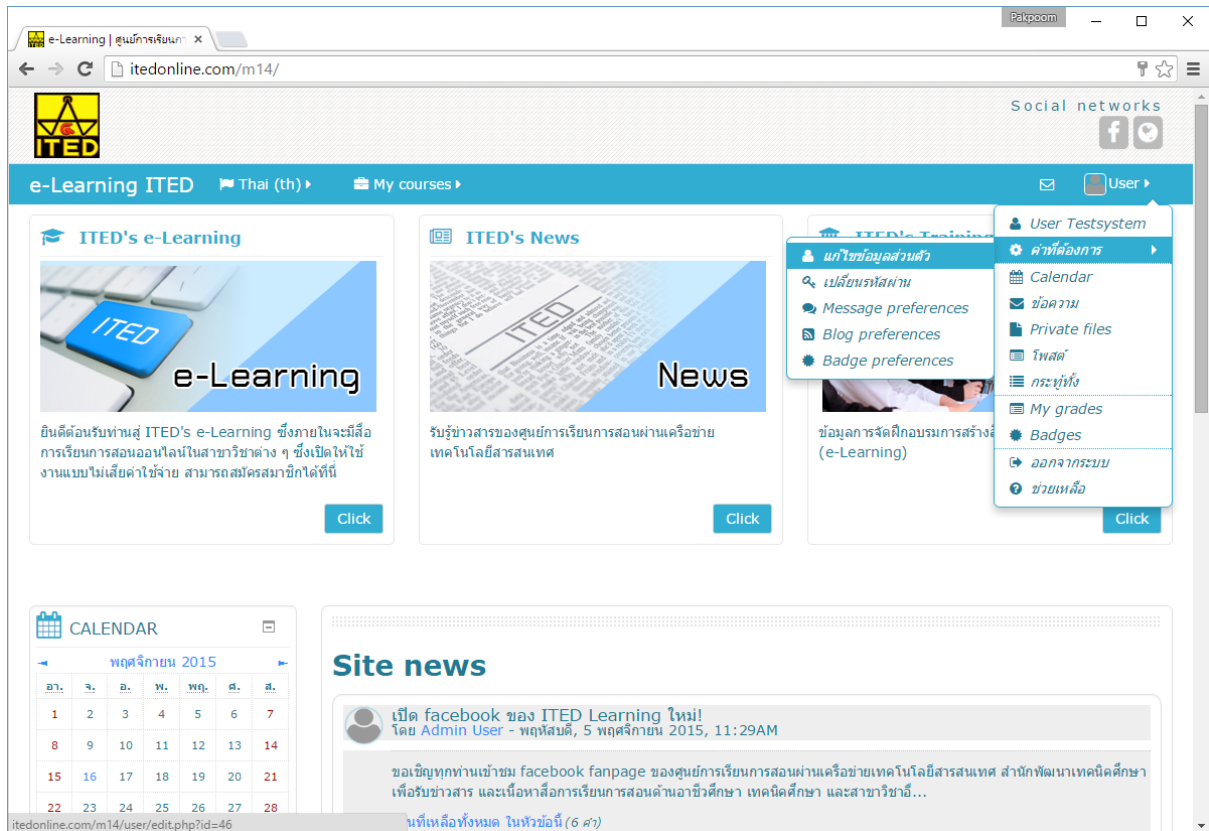 Pakpoom
e-Learning | ศูนย์การเรียนกา
itedonline.com/m14/
ITED
Social networks
e-Learning ITED
Thai (th)
My courses
User
ITED's e-Learning
ITED
e-Learning
ยินดีต้อนรับท่านสู่ ITED's e-Learning ซึ่งภายในจะมีสื่อ
การเรียนการสอนออนไลน์ในสาขาวิชาต่าง ๆ ซึ่งเปิดให้ใช้
งานแบบไม่เสียค่าใช้จ่าย สามารถสมัครสมาชิกได้ที่นี่
Click
ITED's News
ITED
News
รับรู้ข่าวสารของศูนย์การเรียนการสอนผ่านเครือข่าย
เทคโนโลยีสารสนเทศ
Click
ITED's Training
ข้อมูลการจัดฝึกอบรมการสร้าง
(e-Learning)
Click
แก้ไขข้อมูลส่วนตัว
เปลี่ยนรหัสผ่าน
Message preferences
Blog preferences
Badge preferences
User Testsystem
ค่าที่ต้องการ
Calendar
ข้อความ
Private files
โพสต์
กระทู้ทั้ง
My grades
Badges
ออกจากระบบ
ช่วยเหลือ
CALENDAR
พฤศจิกายน 2015
อา. จ. อ. พ. พฤ. ศ. ส.
1 2 3 4 5 6 7
8 9 10 11 12 13 14
15 16 17 18 19 20 21
22 23 24 25 26 27 28
Site news
เปิด facebook ของ ITED Learning ใหม่!
โดย Admin User - พฤหัสบดี, 5 พฤศจิกายน 2015, 11:29AM
ขอเชิญทุกท่านเข้าชม facebook fanpage ของศูนย์การเรียนการสอนผ่านเครือข่ายเทคโนโลยีสารสนเทศ สำนักพัฒนาเทคนิคศึกษา
เพื่อรับข่าวสาร และเนื้อหาสื่อการเรียนการสอนด้านอาชีวศึกษา เทคนิคศึกษา และสาขาวิชาอื่...
นที่เหลือทั้งหมด ในหัวข้อนี้ (6 คำ)
itedonline.com/m14/user/edit.php?id=46